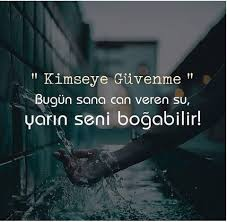 " Kimseye Güvenme "
Bugün sana can veren su,
yarın seni boğabilir!